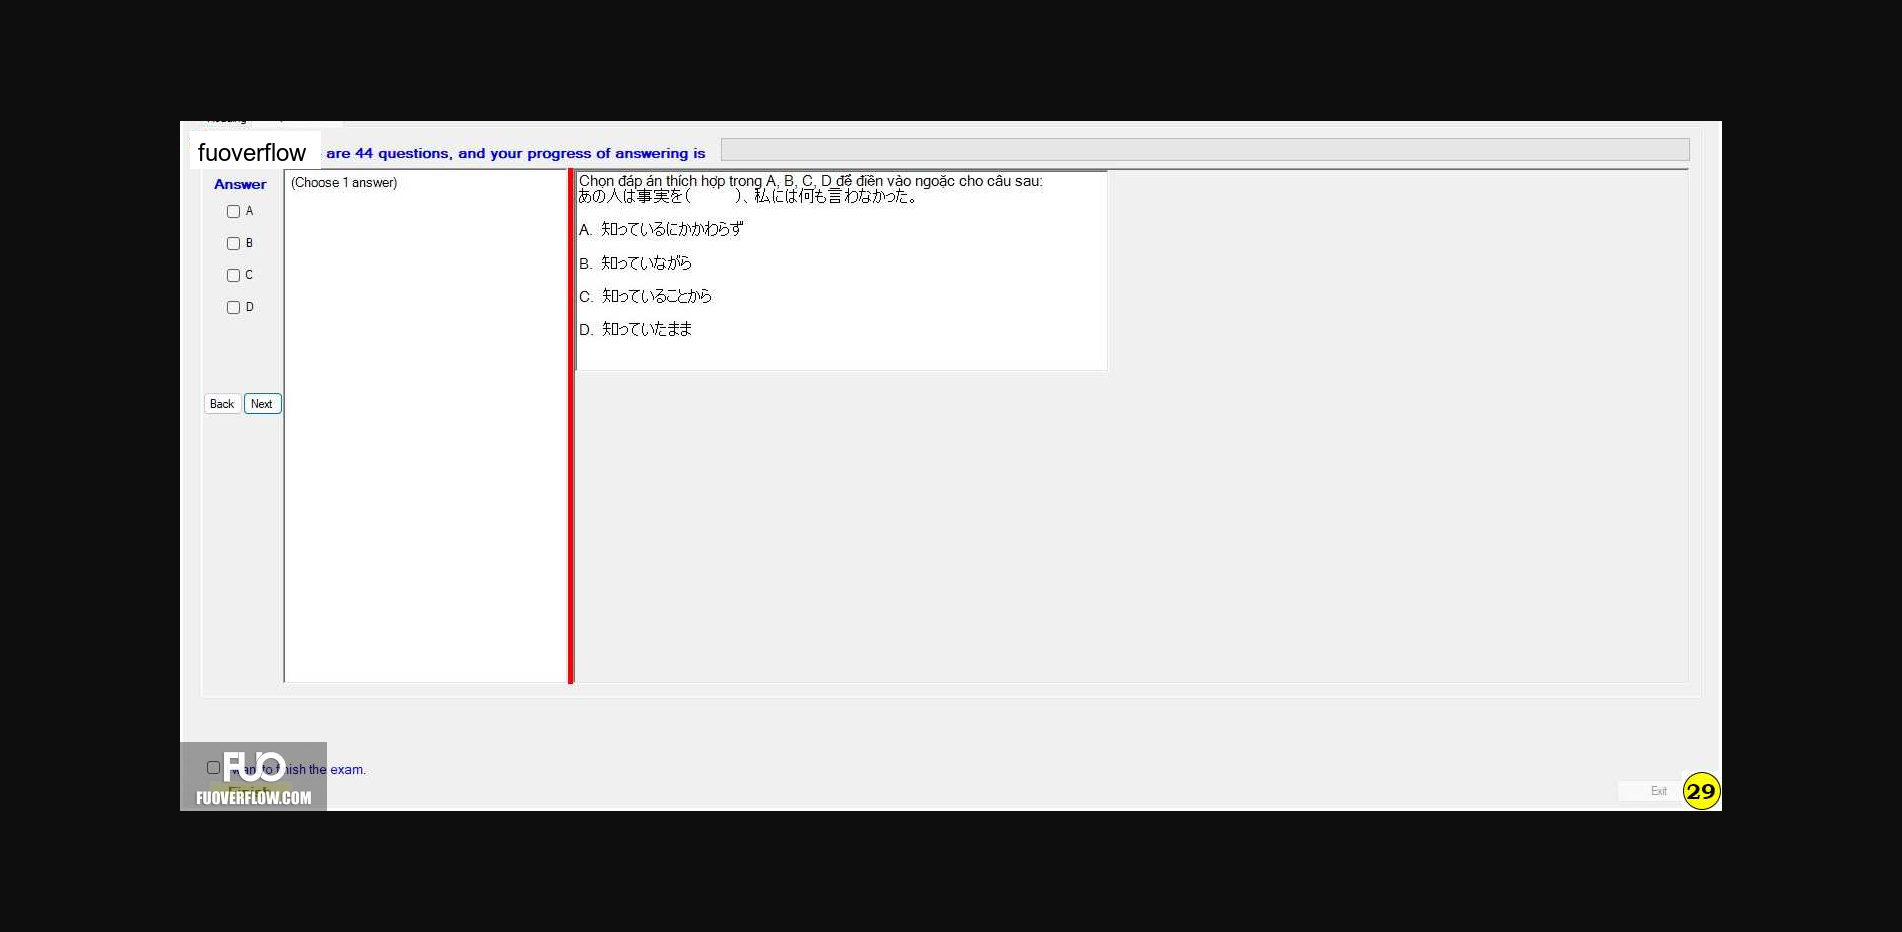 fuoverflow are 44 questions, and your progress of answering is
Answer
(Choose 1 answer)
A
B
C
D
Back Next
Chọn đáp án thích hợp trong A, B, C, D để điền vào ngoặc cho câu sau:
あの人は事実を(　　)、私には何も言わなかった。
A. 知っているにかかわらず
B. 知っていながら
C. 知っていることから
D. 知っていたまま
want to finish the exam.
Finish
FUO
FUOVERFLOW.COM
Exit
29